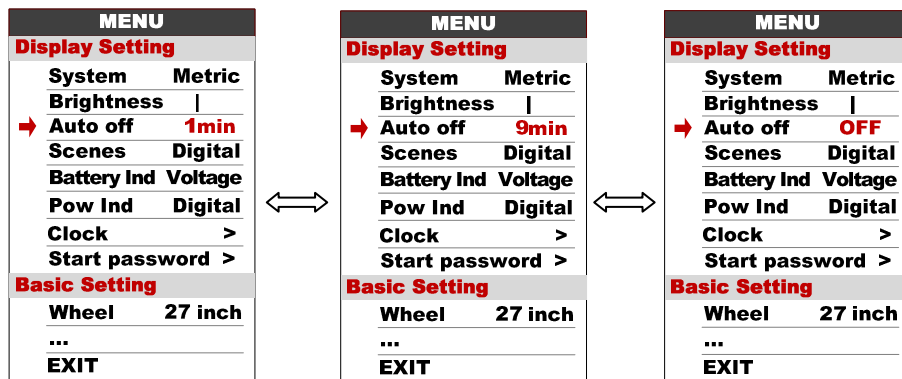 MENU
Display Setting
System Metric
Brightness |
Auto off 1min
Scenes Digital
Battery Ind Voltage
Pow Ind Digital
Clock >
Start password >
Basic Setting
Wheel 27 inch
...
EXIT
MENU
Display Setting
System Metric
Brightness |
Auto off 9min
Scenes Digital
Battery Ind Voltage
Pow Ind Digital
Clock >
Start password >
Basic Setting
Wheel 27 inch
...
EXIT
MENU
Display Setting
System Metric
Brightness |
Auto off OFF
Scenes Digital
Battery Ind Voltage
Pow Ind Digital
Clock >
Start password >
Basic Setting
Wheel 27 inch
...
EXIT